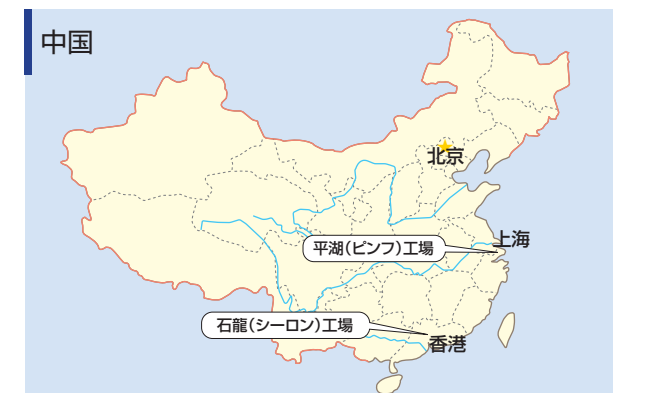 中国
北京
上海
平湖（ピンフ）工場
石龍（シーロン）工場
香港